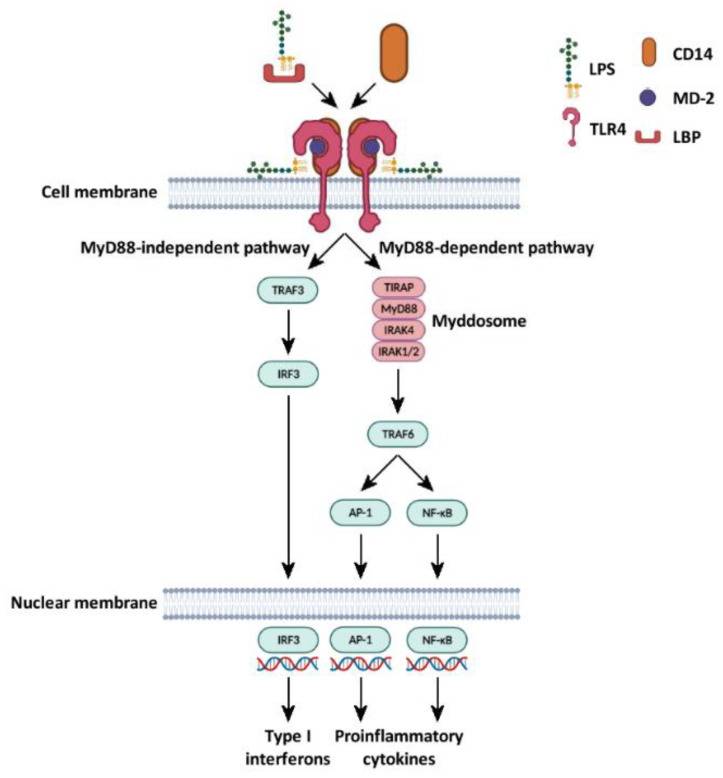 LPS
CD14
MD-2
TLR4
LBP
Cell membrane
MyD88-independent pathway
MyD88-dependent pathway
TRAF3
TIRAP
MyD88
IRAK4
IRAK1/2
Myddosome
IRF3
TRAF6
AP-1
NF-κB
Nuclear membrane
IRF3
AP-1
NF-κB
Type I
interferons
Proinflammatory
cytokines